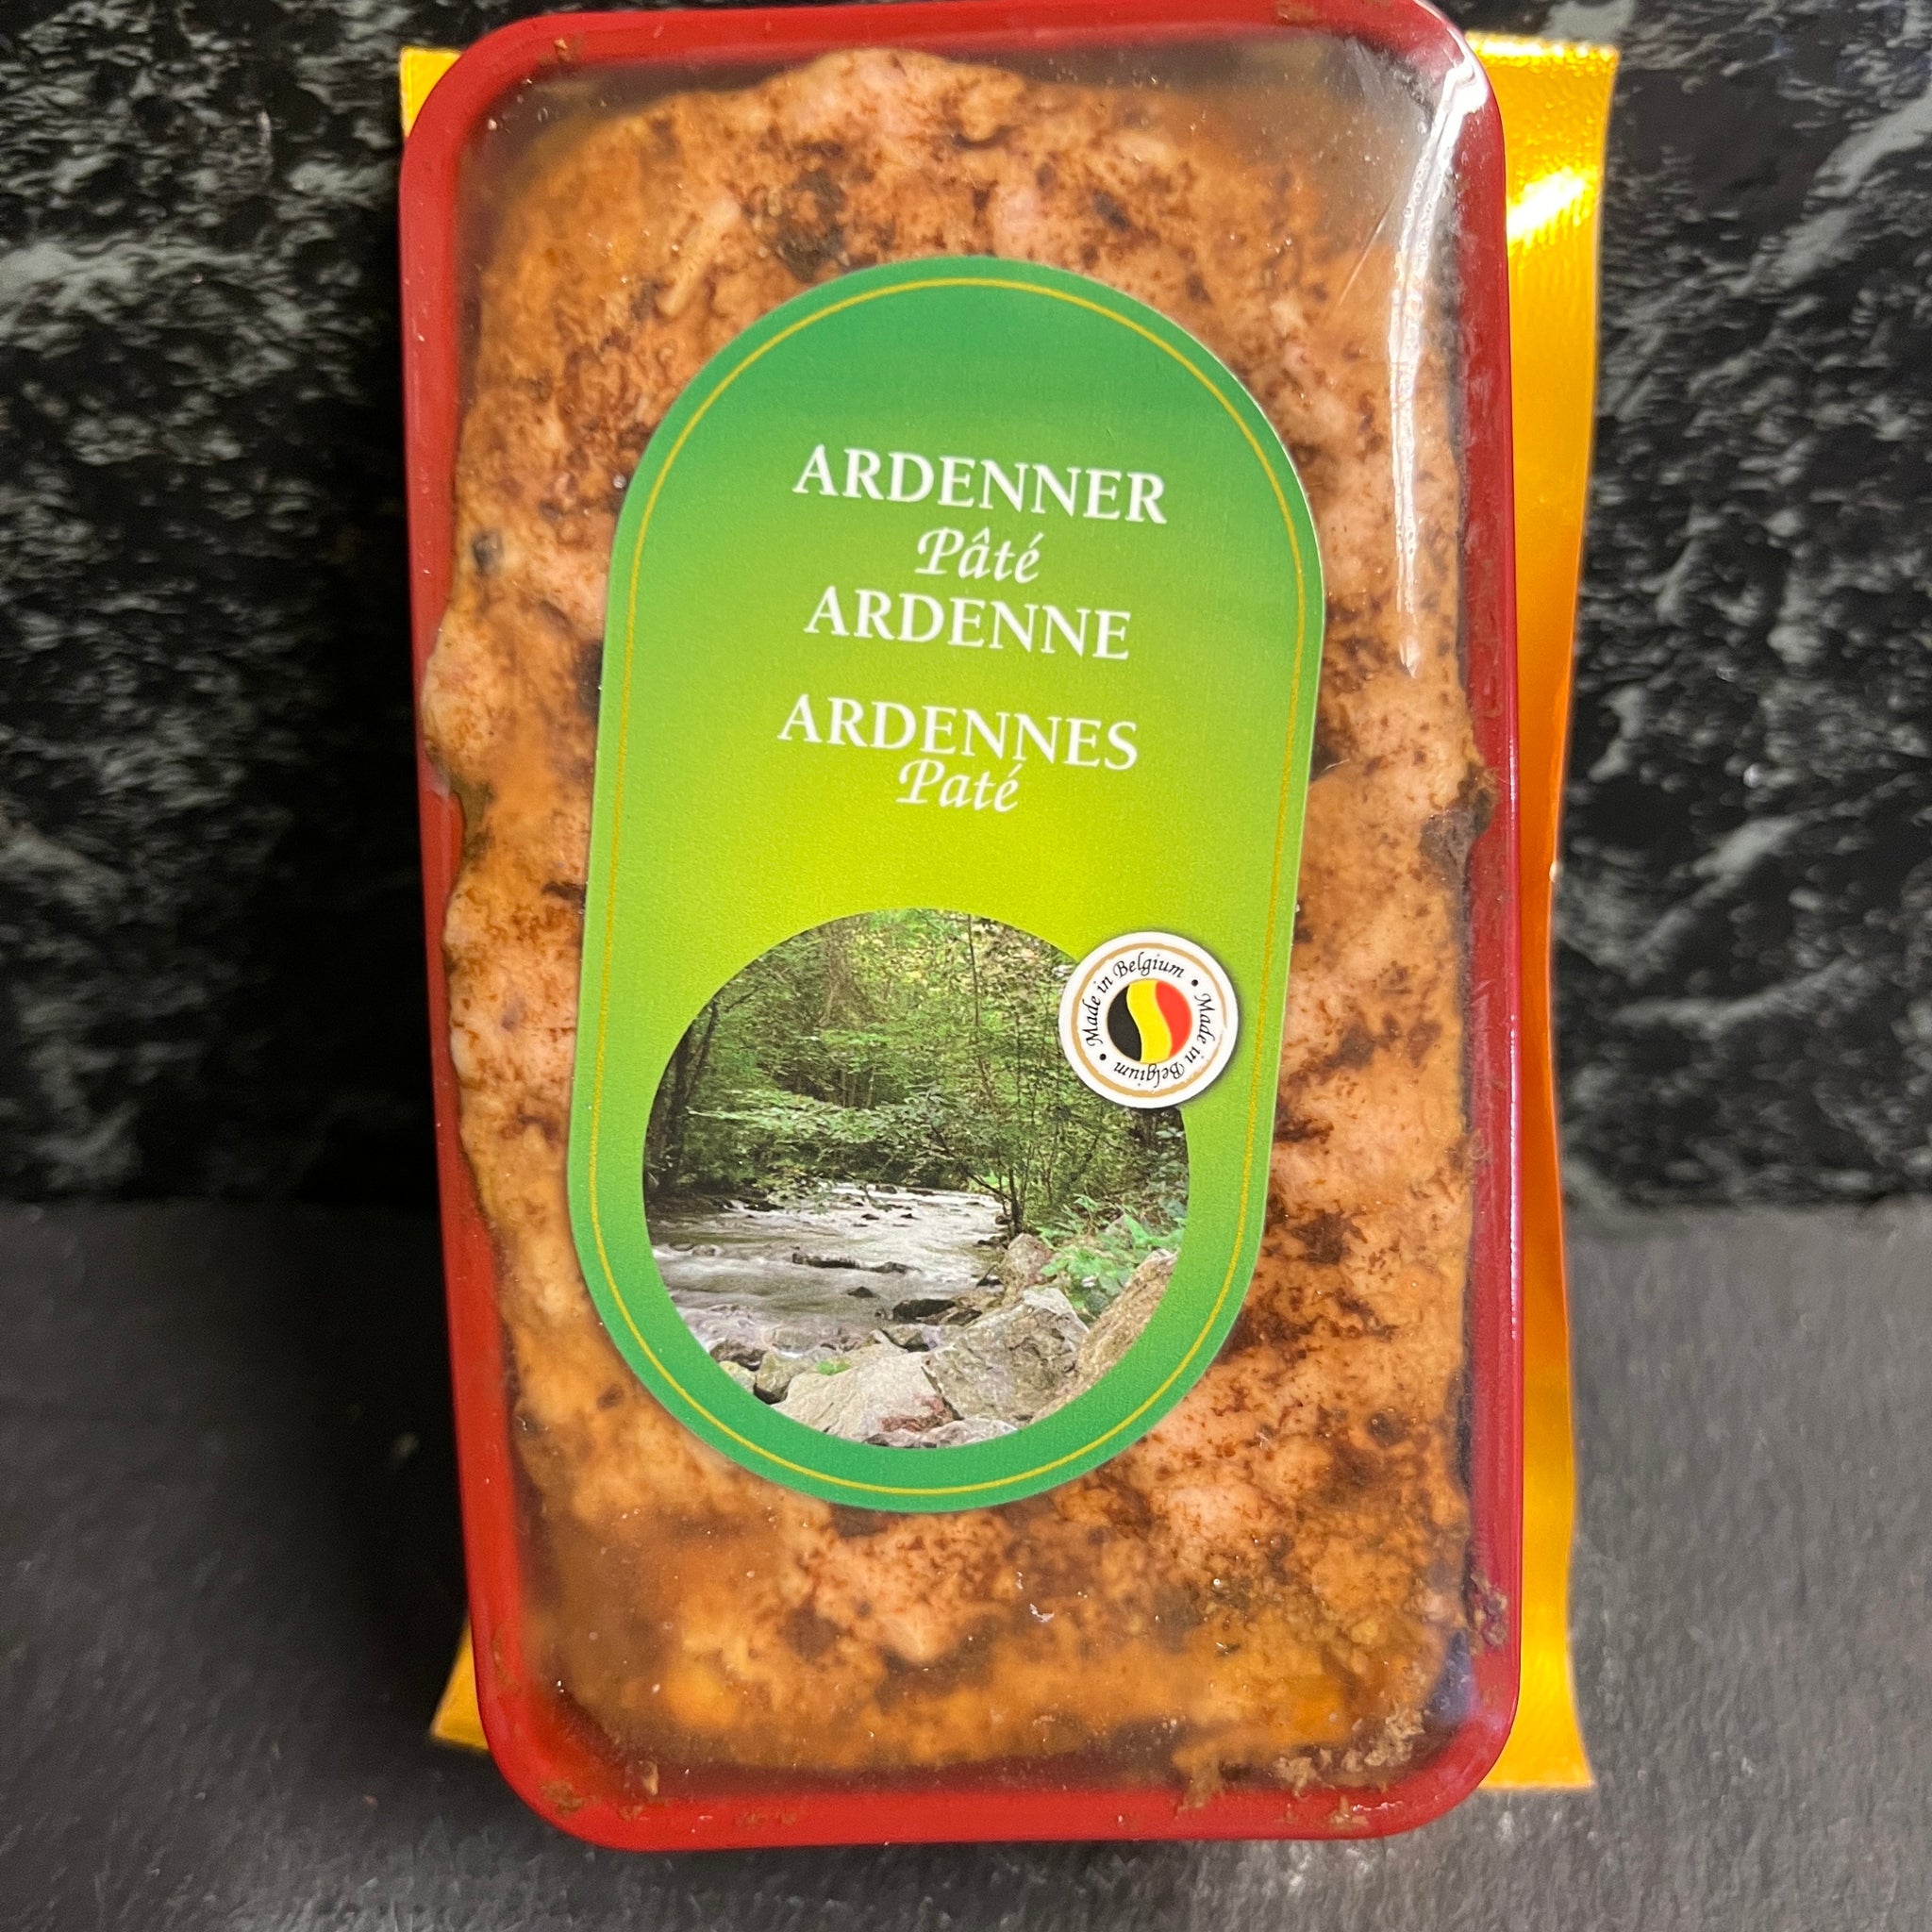 ARDENNER
Pâté
ARDENNE
ARDENNES
Paté
Made in Belgium • Made in Belgium •